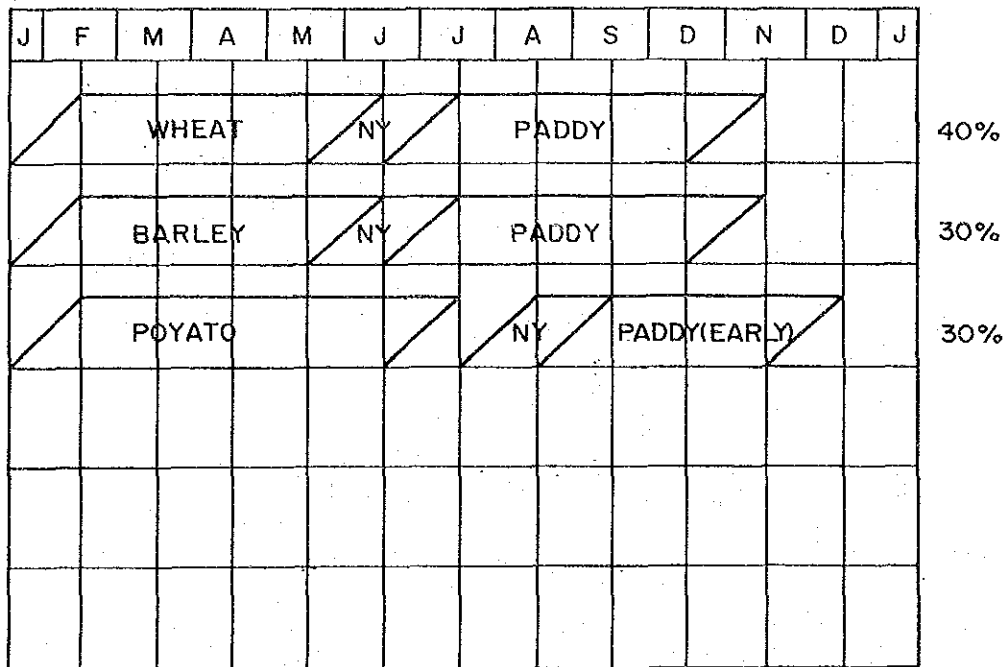 J F M A M J J A S D N D J
WHEAT NY PADDY 40%
BARLEY NY PADDY 30%
POYATO NY PADDY(EARLY) 30%